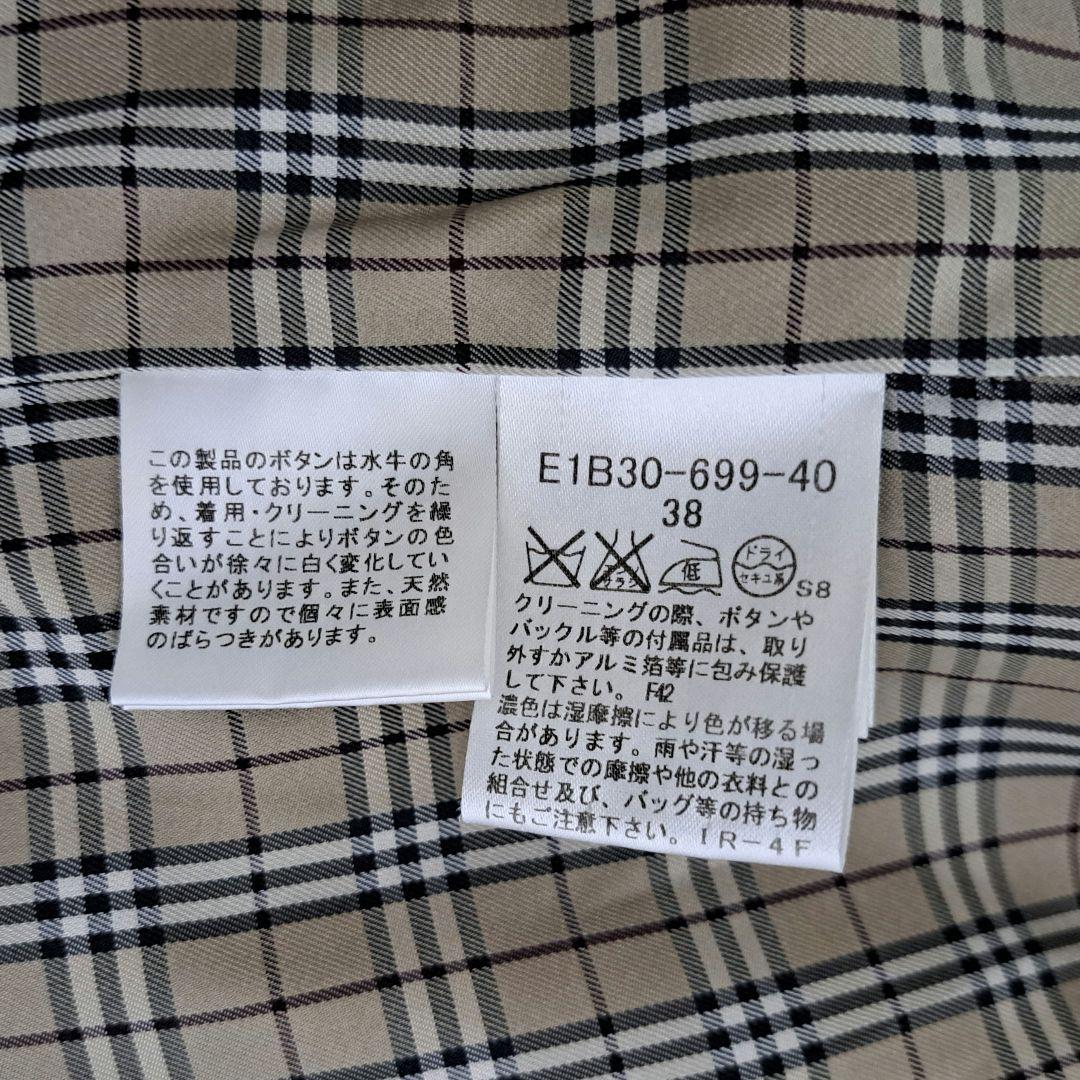 この製品のボタンは水牛の角
を使用しております。そのた
め、着用・クリーニングを繰
り返すことによりボタンの色
合いが徐々に白く変化してい
くことがあります。また、天然
素材ですので個々に表面感
のばらつきがあります。
E1B30-699-40
38
エンソ
サラシ
低
ドライ
セキユ系
S8
クリーニングの際、ボタンや
バックル等の付属品は、取り
外すかアルミ箔等に包み保護
して下さい。 F42
濃色は湿摩擦により色が移る場
合があります。雨や汗等の湿っ
た状態での摩擦や他の衣料との
組合せ及び、バッグ等の持ち物
にもご注意下さい。IR-4F